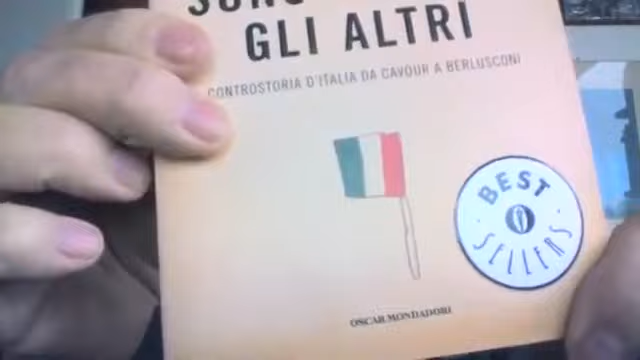 GLI ALTRI
CONTROSTORIA D'ITALIA DA CAVOUR A BERLUSCONI
BEST
SELLERS
OSCAR MONDADORI